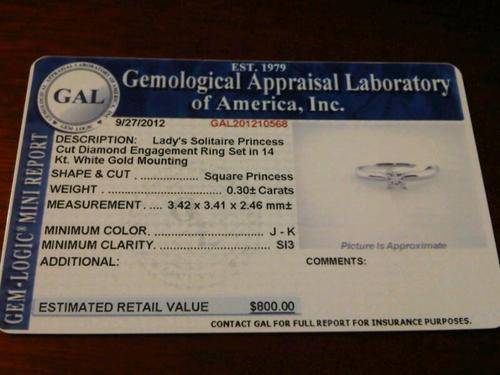 EST. 1979
Gemological Appraisal Laboratory
of America, Inc.
GAL
GEM LOGIC
9/27/2012 GAL201210568
DESCRIPTION: Lady's Solitaire Princess
Cut Diamond Engagement Ring Set in 14
Kt. White Gold Mounting
SHAPE & CUT Square Princess
WEIGHT 0.30± Carats
MEASUREMENT 3.42 x 3.41 x 2.46 mm±
MINIMUM COLOR J - K
MINIMUM CLARITY SI3
Picture Is Approximate
ADDITIONAL: COMMENTS:
ESTIMATED RETAIL VALUE $800.00
CONTACT GAL FOR FULL REPORT FOR INSURANCE PURPOSES.
GEM-LOGIC® MINI REPORT